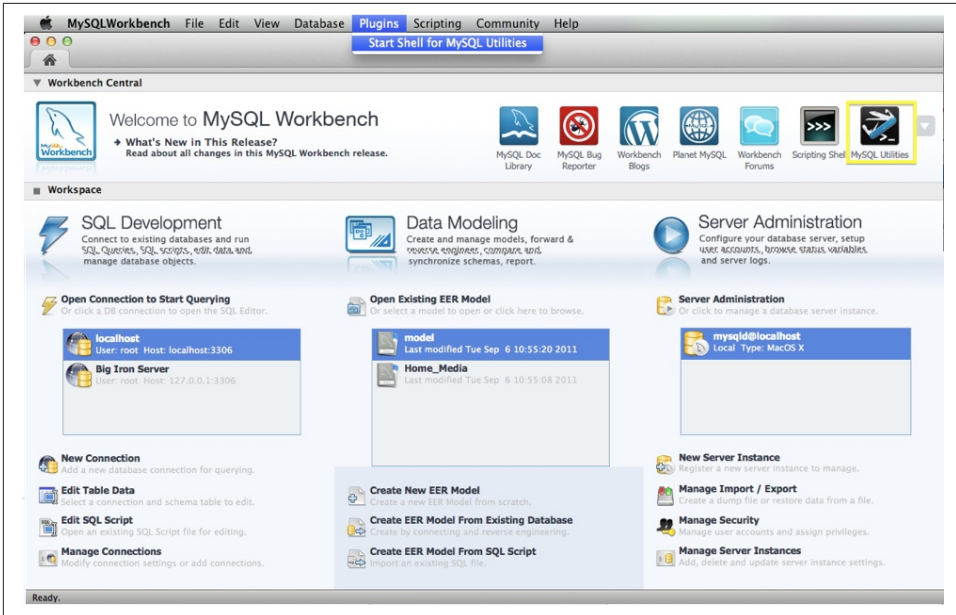 MySQLWorkbench File Edit View Database Plugins Scripting Community Help
Start Shell for MySQL Utilities
Workbench Central
MySQL
Workbench
Welcome to MySQL Workbench
What's New in This Release?
Read about all changes in this MySQL Workbench release.
MySQL Doc
Library
MySQL Bug
Reporter
Workbench
Blogs
Planet MySQL
Workbench
Forums
Scripting Shel
MySQL Utilities
Workspace
SQL Development
Connect to existing databases and run
SQL Queries, SQL scripts, edit data and
manage database objects.
Open Connection to Start Querying
Or click a DB connection to open the SQL Editor.
localhost
User: root Host: localhost:3306
Big Iron Server
User: root Host: 127.0.0.1:3306
New Connection
Add a new database connection for querying.
Edit Table Data
Select a connection and schema table to edit.
Edit SQL Script
Open an existing SQL Script file for editing.
Manage Connections
Modify connection settings or add connections.
Data Modeling
Create and manage models, forward &
reverse engineer, compare and
synchronize schemas, report.
Open Existing EER Model
Or select a model to open or click here to browse.
model
Last modified Tue Sep 6 10:55:20 2011
Home_Media
Last modified Tue Sep 6 10:55:08 2011
Create New EER Model
Create a new EER Model from scratch.
Create EER Model From Existing Database
Create by connecting and reverse engineering.
Create EER Model From SQL Script
Import an existing SQL file.
Server Administration
Configure your database server, setup
user accounts, browse status variables
and server logs.
Server Administration
Or click to manage a database server instance.
mysqld@localhost
Local Type: MacOS X
New Server Instance
Register a new server instance to manage.
Manage Import / Export
Create a dump file or restore data from a file.
Manage Security
Manage user accounts and assign privileges.
Manage Server Instances
Add, delete and update server instance settings.
Ready.